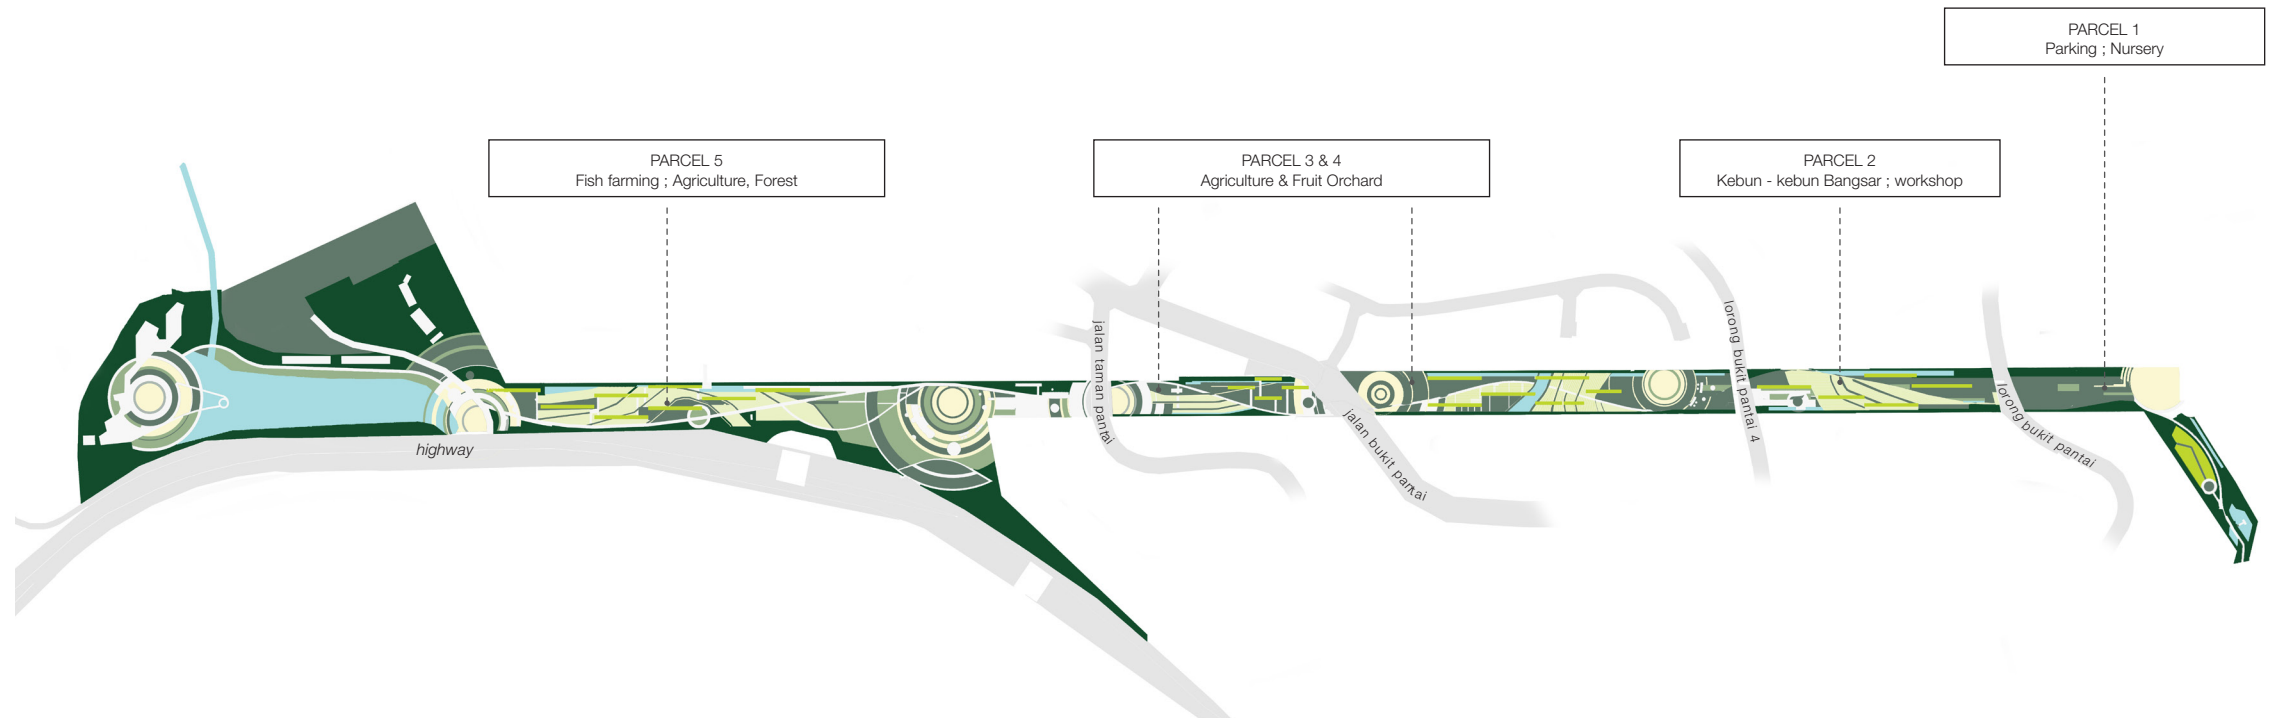 PARCEL 1
Parking ; Nursery
PARCEL 5
Fish farming ; Agriculture, Forest
PARCEL 3 & 4
Agriculture & Fruit Orchard
PARCEL 2
Kebun - kebun Bangsar ; workshop
highway
jalan taman pantai
jalan bukit pantai
lorong bukit pantai 4
lorong bukit pantai